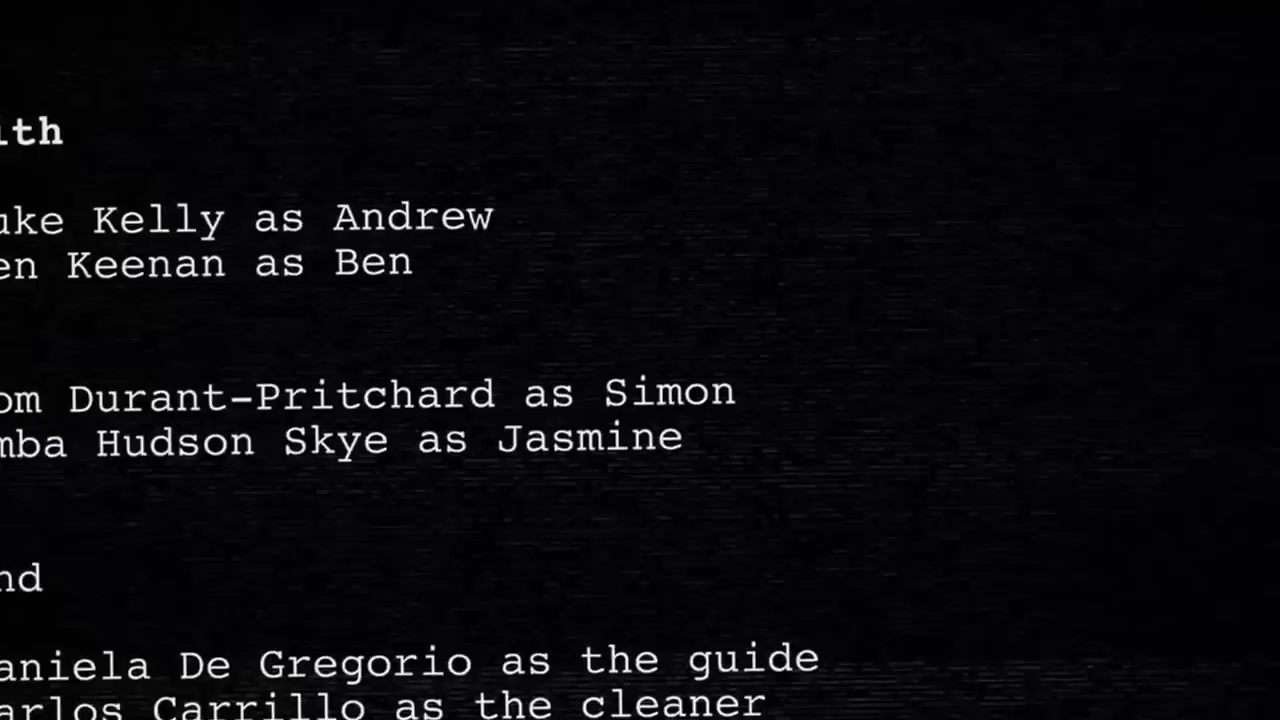 ith
uke Kelly as Andrew
en Keenan as Ben
om Durant-Pritchard as Simon
mba Hudson Skye as Jasmine
nd
aniela De Gregorio as the guide
arlos Carrillo as the cleaner